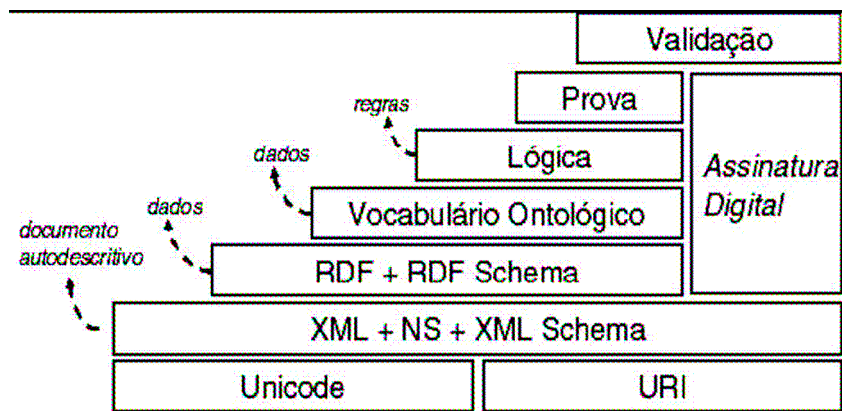 Validação
Prova
regras
Lógica
Assinatura
Digital
dados
Vocabulário Ontológico
dados
documento
autodescritivo
RDF + RDF Schema
XML + NS + XML Schema
Unicode
URI